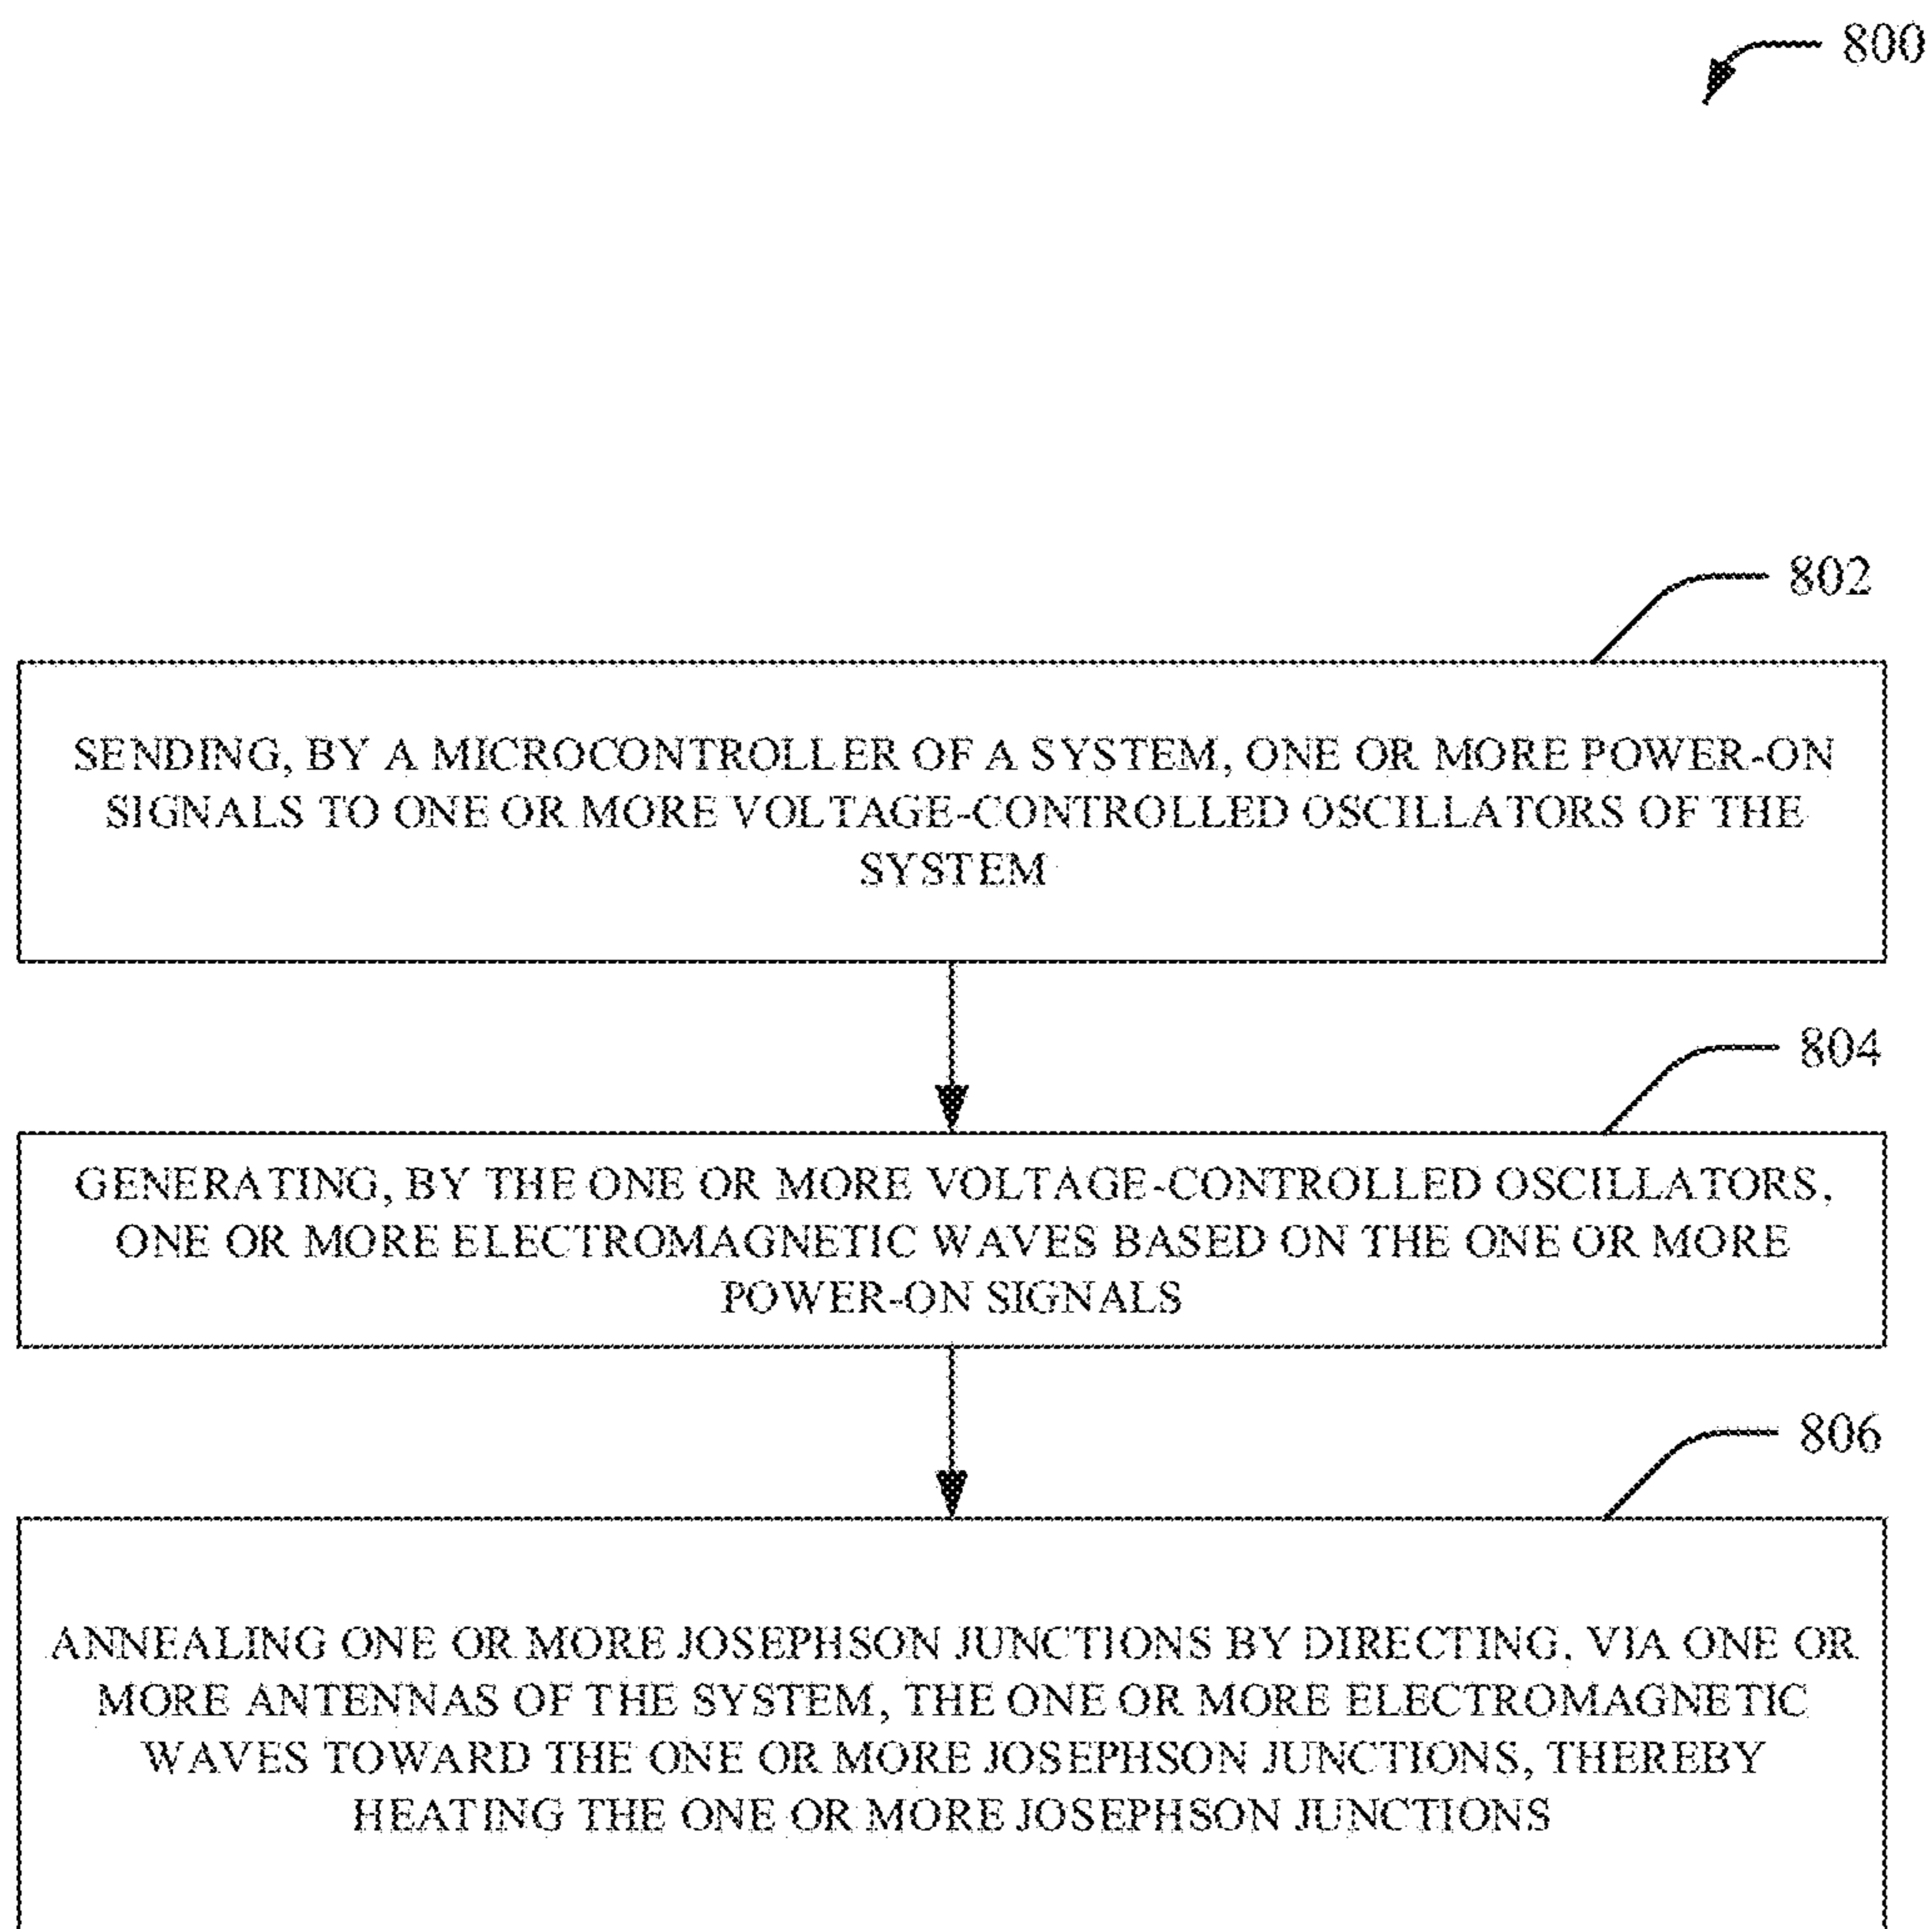 800
802
SENDING, BY A MICROCONTROLLER OF A SYSTEM, ONE OR MORE POWER-ON
SIGNALS TO ONE OR MORE VOLTAGE-CONTROLLED OSCILLATORS OF THE
SYSTEM
804
GENERATING, BY THE ONE OR MORE VOLTAGE-CONTROLLED OSCILLATORS,
ONE OR MORE ELECTROMAGNETIC WAVES BASED ON THE ONE OR MORE
POWER-ON SIGNALS
806
ANNEALING ONE OR MORE JOSEPHSON JUNCTIONS BY DIRECTING, VIA ONE OR
MORE ANTENNAS OF THE SYSTEM, THE ONE OR MORE ELECTROMAGNETIC
WAVES TOWARD THE ONE OR MORE JOSEPHSON JUNCTIONS, THEREBY
HEATING THE ONE OR MORE JOSEPHSON JUNCTIONS